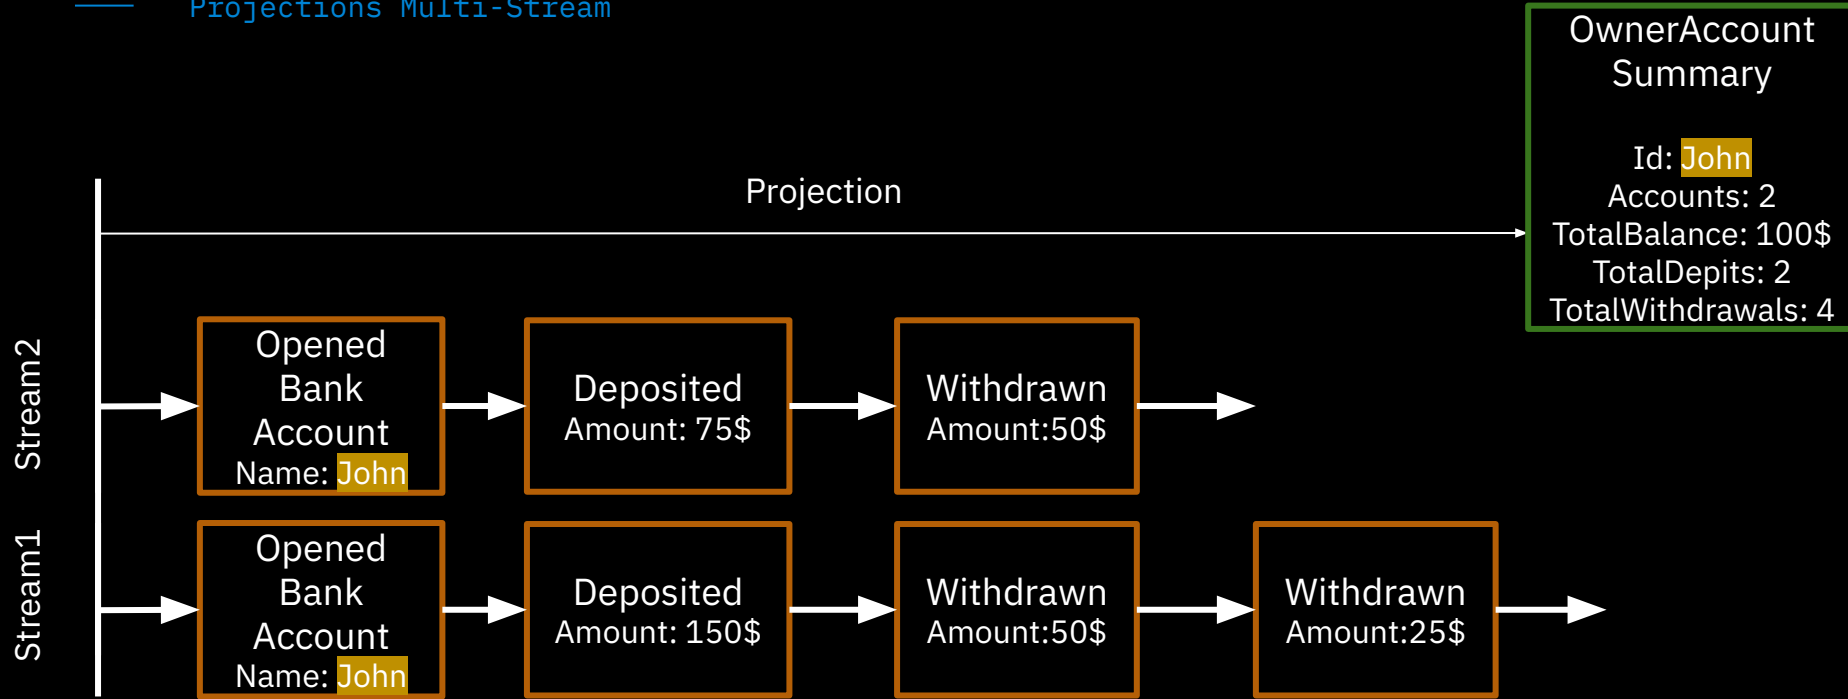 Projections Multi-Stream
OwnerAccount
Summary
Id: John
Accounts: 2
TotalBalance: 100$
TotalDepits: 2
TotalWithdrawals: 4
Projection
Stream2
Opened
Bank
Account
Name: John
Deposited
Amount: 75$
Withdrawn
Amount:50$
Stream1
Opened
Bank
Account
Name: John
Deposited
Amount: 150$
Withdrawn
Amount:50$
Withdrawn
Amount:25$